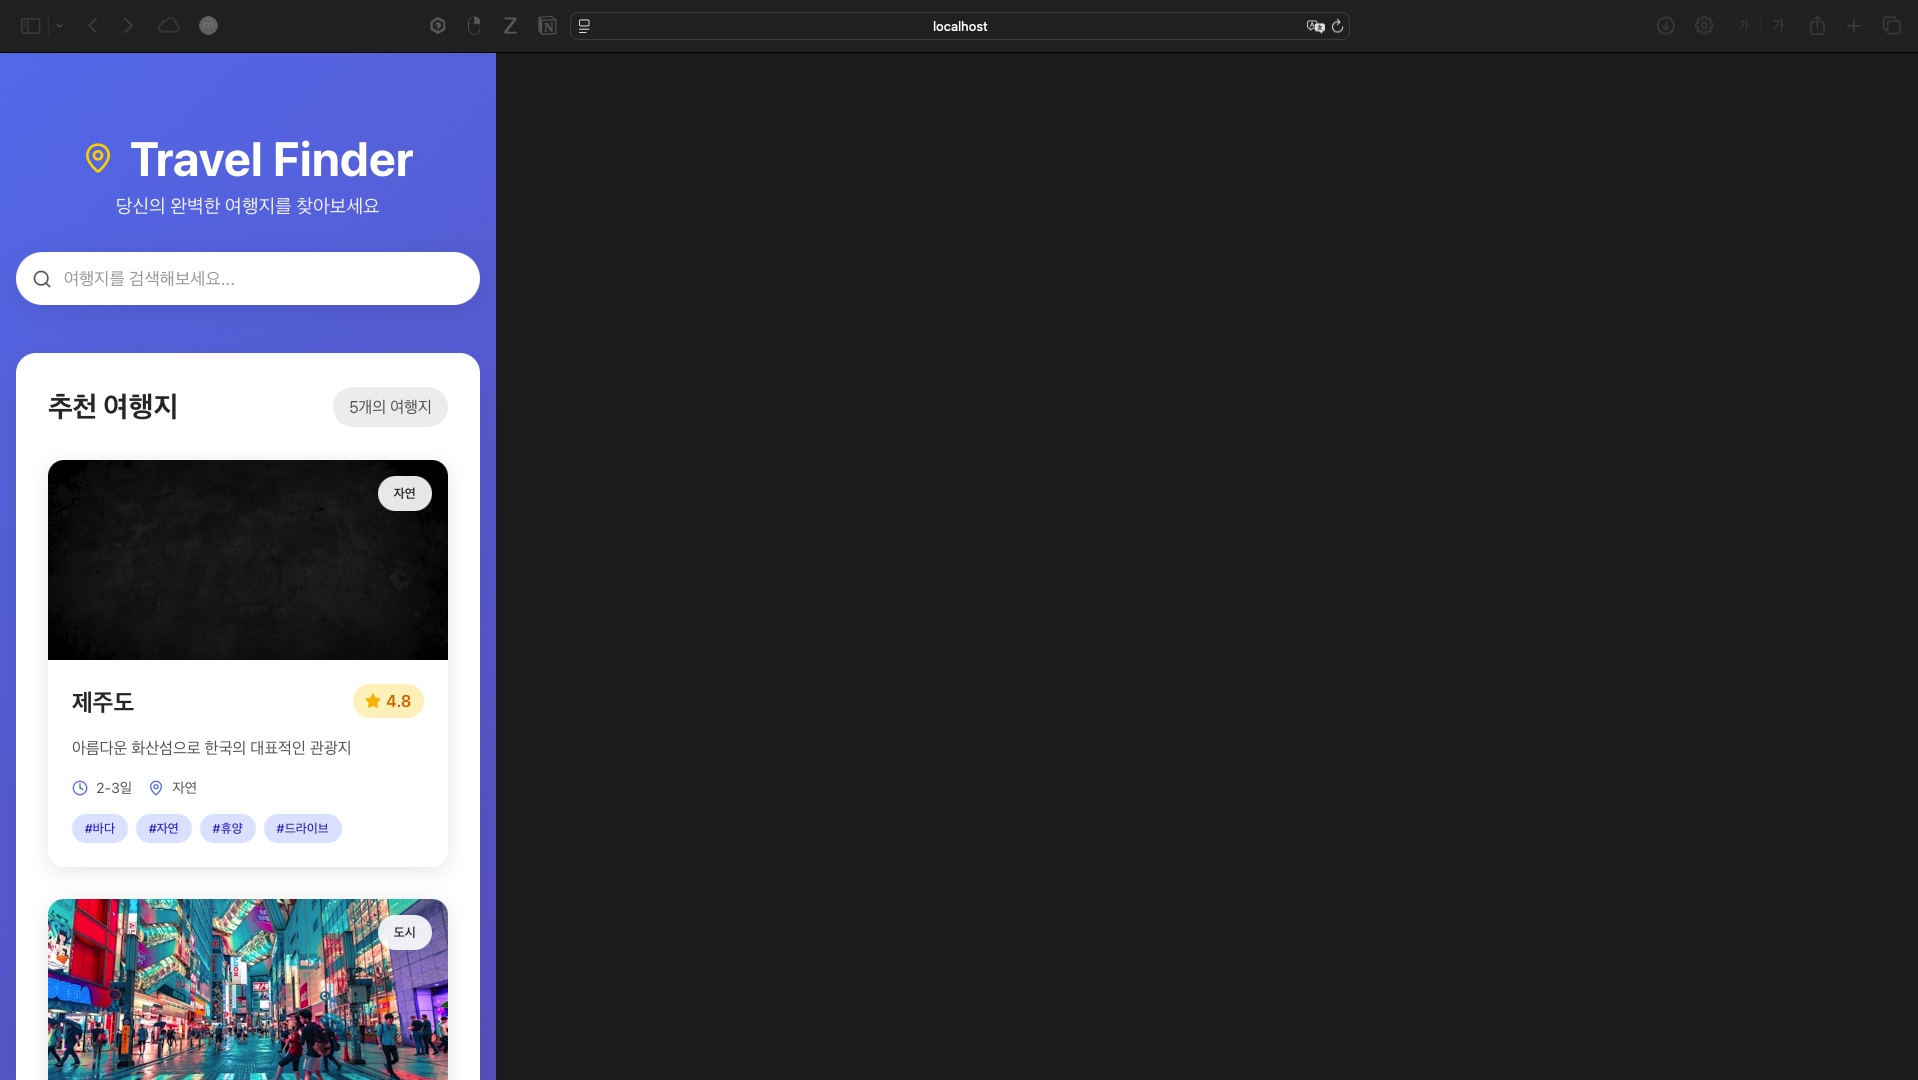 localhost
가 가
Travel Finder
당신의 완벽한 여행지를 찾아보세요
여행지를 검색해보세요...
추천 여행지
5개의 여행지
자연
제주도
4.8
아름다운 화산섬으로 한국의 대표적인 관광지
2-3일
자연
#바다 #자연 #휴양 #드라이브
도시
SEGA